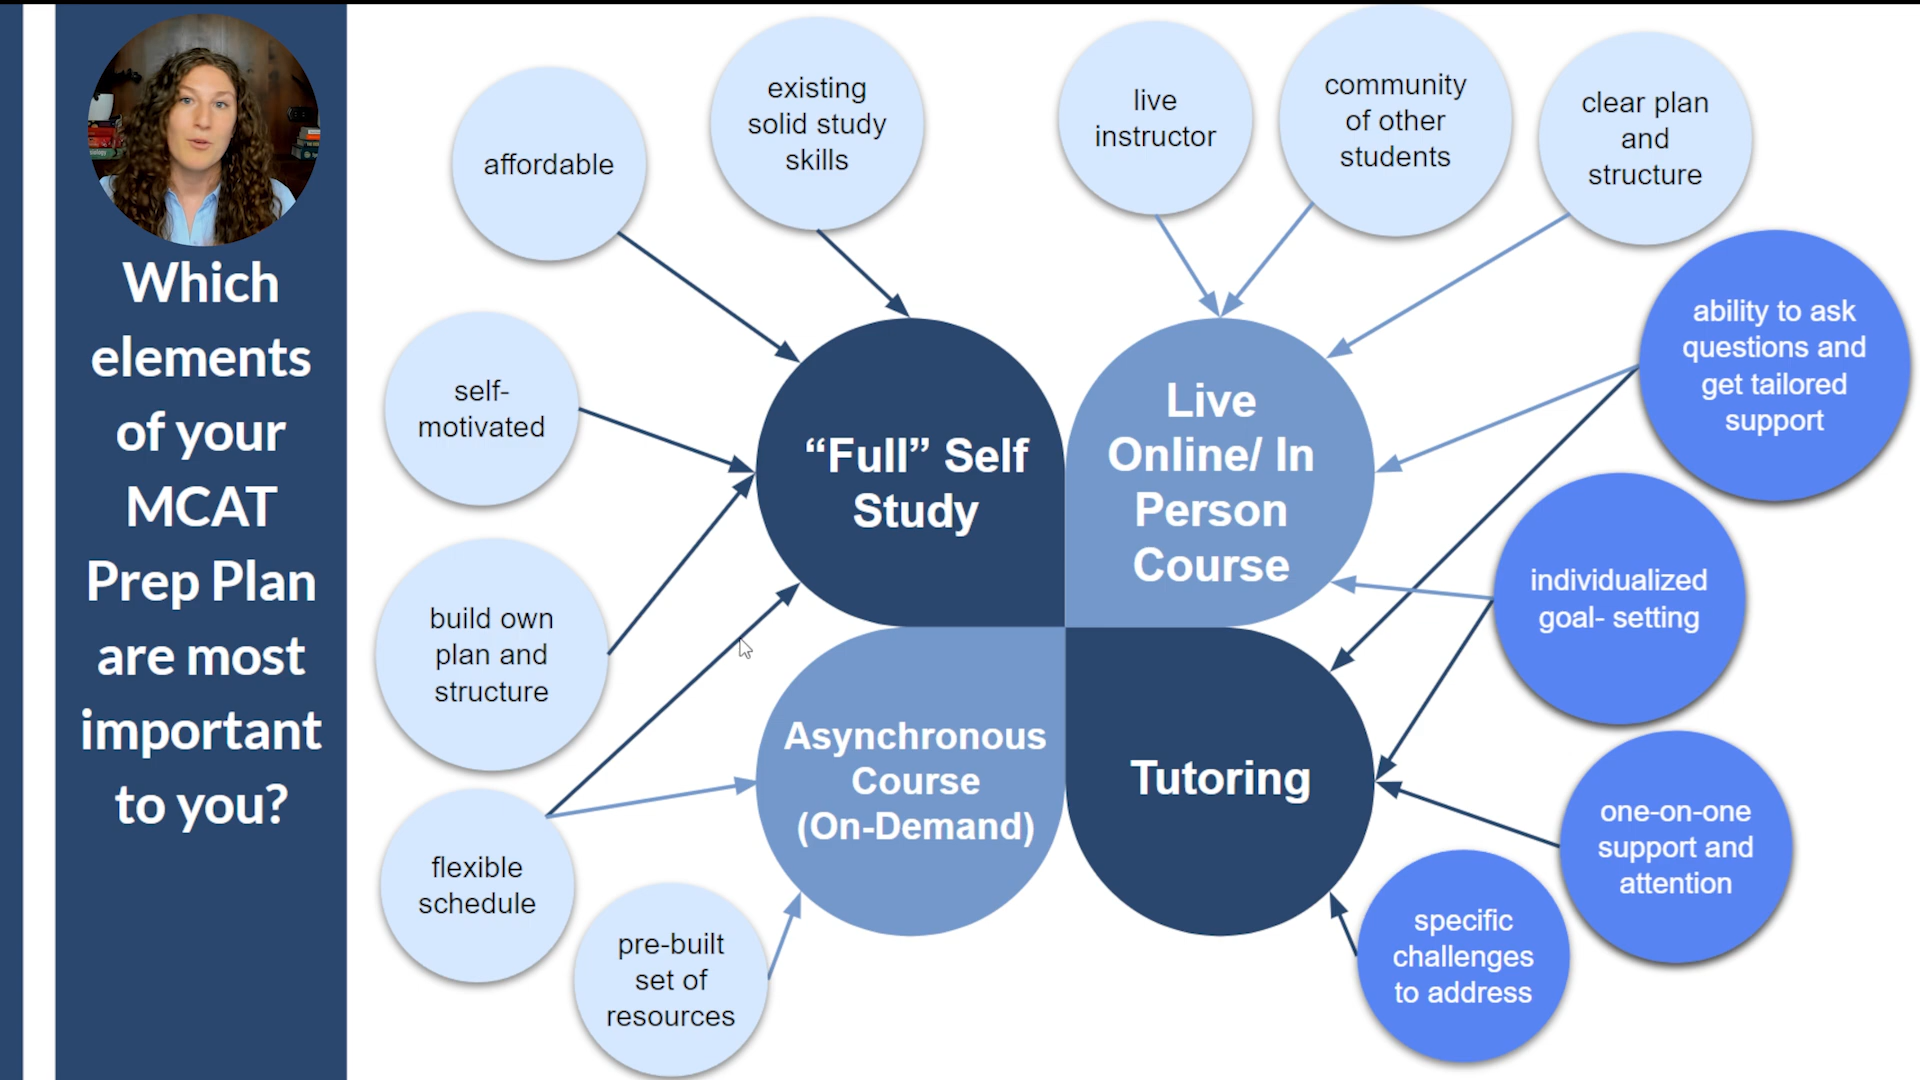 Which
elements
of your
MCAT
Prep Plan
are most
important
to you?
affordable
existing
solid study
skills
live
instructor
community
of other
students
clear plan
and
structure
self-
motivated
ability to ask
questions and
get tailored
support
“Full” Self
Study
Live
Online/ In
Person
Course
build own
plan and
structure
individualized
goal- setting
Asynchronous
Course
(On-Demand)
Tutoring
flexible
schedule
one-on-one
support and
attention
pre-built
set of
resources
specific
challenges
to address